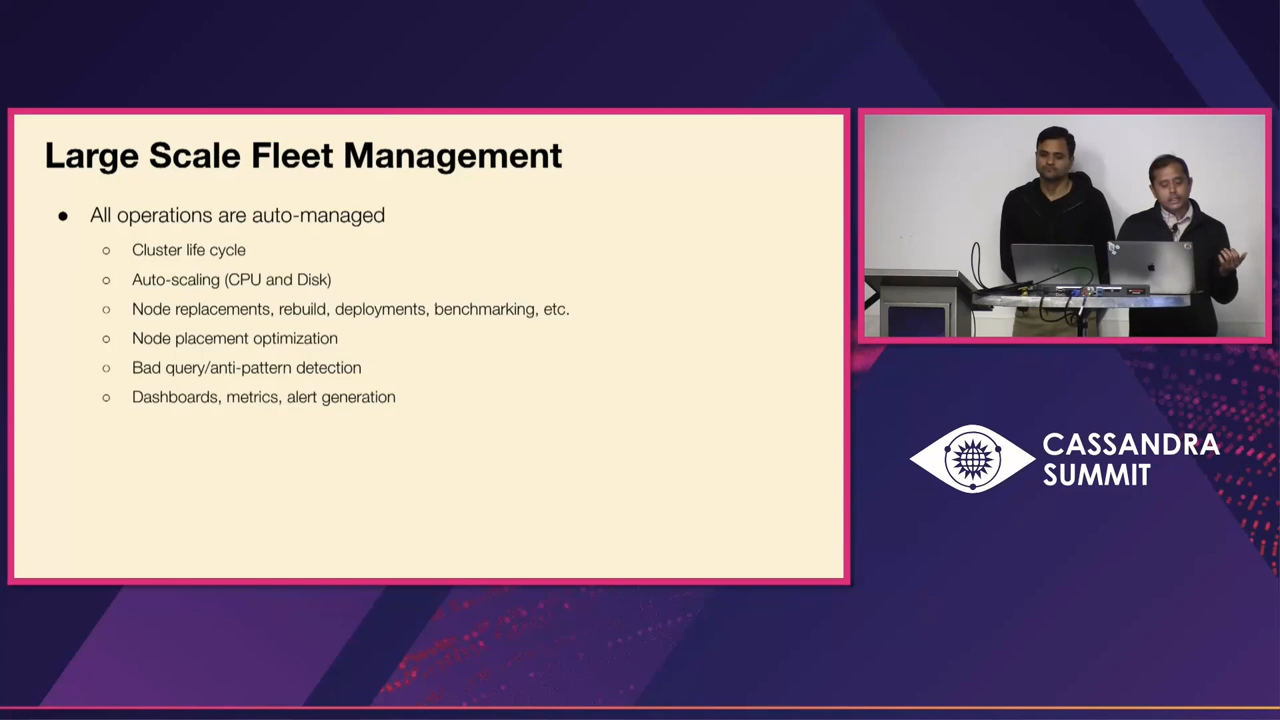 Large Scale Fleet Management
● All operations are auto-managed
○ Cluster life cycle
○ Auto-scaling (CPU and Disk)
○ Node replacements, rebuild, deployments, benchmarking, etc.
○ Node placement optimization
○ Bad query/anti-pattern detection
○ Dashboards, metrics, alert generation
CASSANDRA
SUMMIT